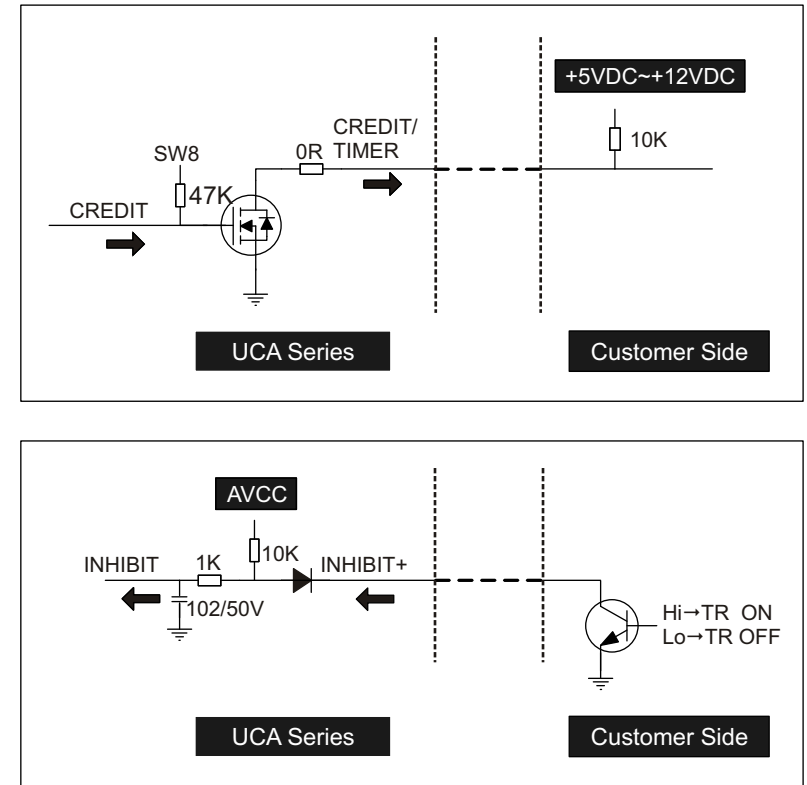 +5VDC~+12VDC
CREDIT/
TIMER
0R
10K
SW8
47K
CREDIT
UCA Series
Customer Side
AVCC
INHIBIT
1K
10K
INHIBIT+
102/50V
Hi→TR ON
Lo→TR OFF
UCA Series
Customer Side